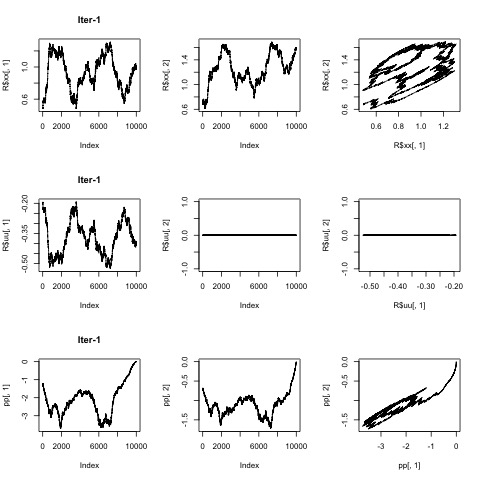 Iter-1
R$xx[, 1]
0.6
1.0
1.2
0 2000 6000 10000
Index
R$xx[, 2]
0.6
1.0
1.4
0 2000 6000 10000
Index
R$xx[, 2]
0.6
1.0
1.4
0.6 0.8 1.0 1.2
R$xx[, 1]
Iter-1
R$uu[, 1]
-0.50
-0.35
-0.20
0 2000 6000 10000
Index
R$uu[, 2]
-1.0
0.0
1.0
0 2000 6000 10000
Index
R$uu[, 2]
-1.0
0.0
1.0
-0.50 -0.40 -0.30 -0.20
R$uu[, 1]
Iter-1
pp[, 1]
-3
-2
-1
0
0 2000 6000 10000
Index
pp[, 2]
-1.5
-0.5
0.0
0 2000 6000 10000
Index
pp[, 2]
-1.5
-0.5
0.0
-3 -2 -1 0
pp[, 1]